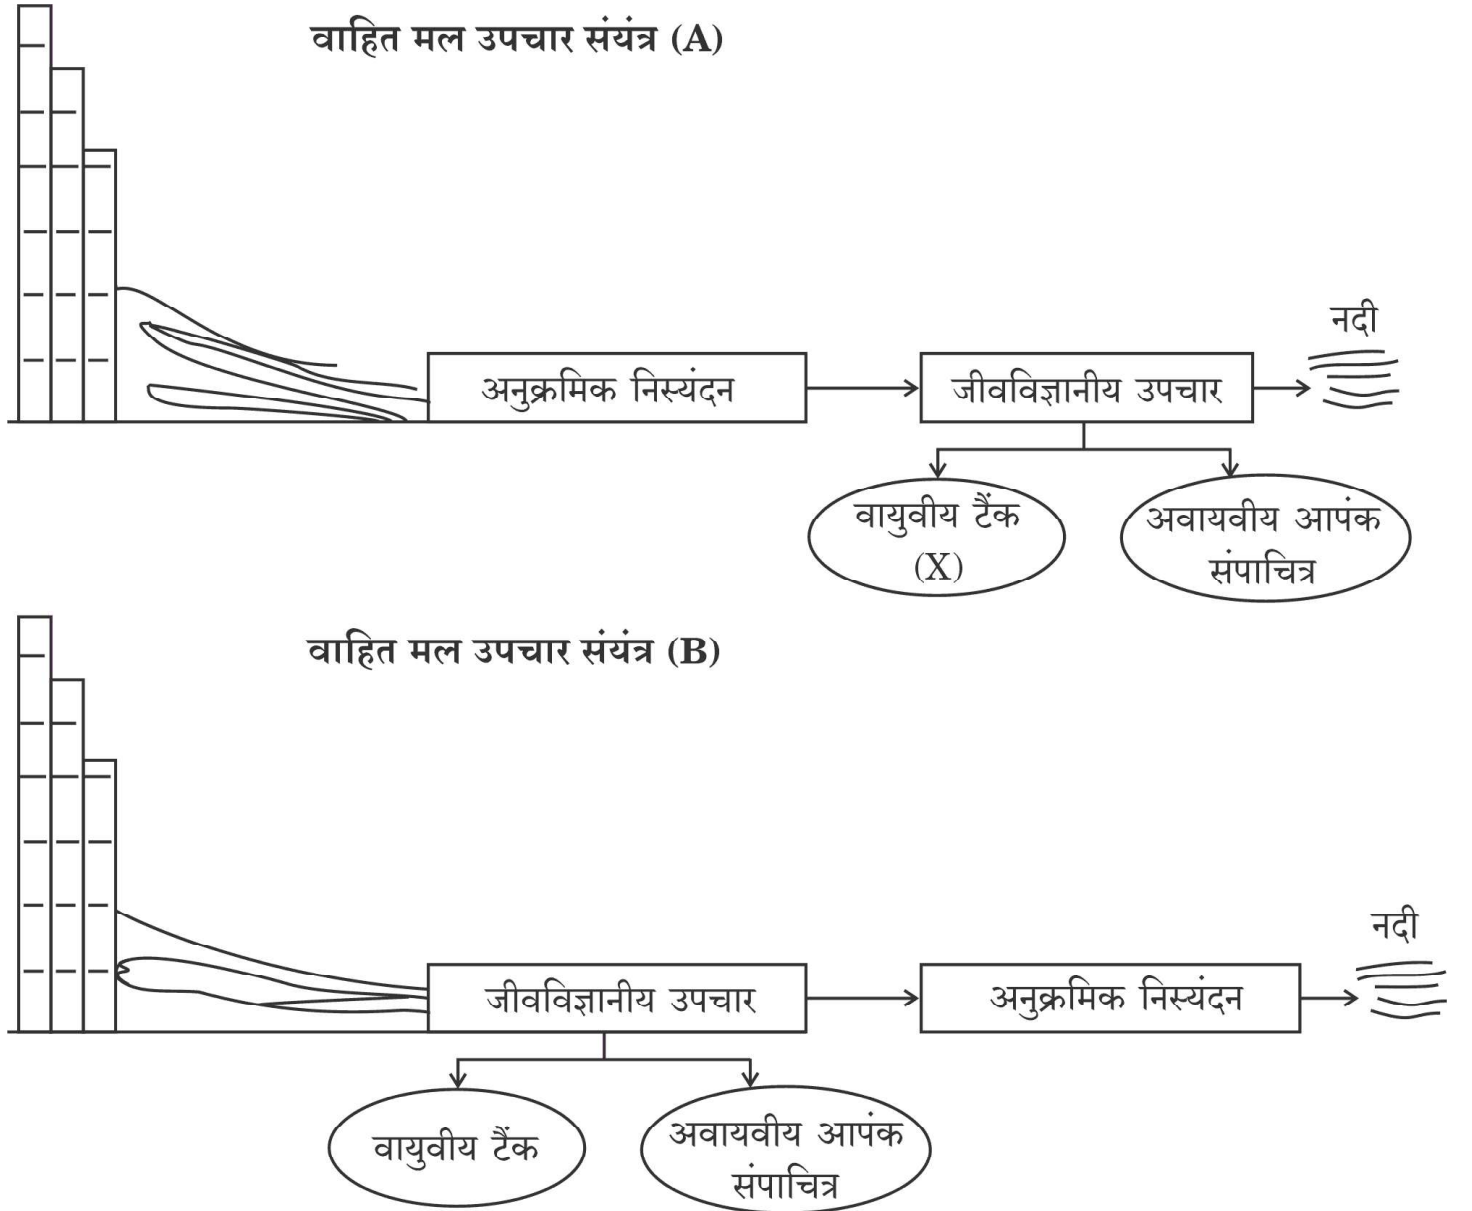 वाहित मल उपचार संयंत्र (A)
नदी
अनुक्रमिक निस्यंदन
जीवविज्ञानीय उपचार
वायुवीय टैंक
(X)
अवायवीय आपंक
संपाचित्र
वाहित मल उपचार संयंत्र (B)
नदी
जीवविज्ञानीय उपचार
अनुक्रमिक निस्यंदन
वायुवीय टैंक
अवायवीय आपंक
संपाचित्र